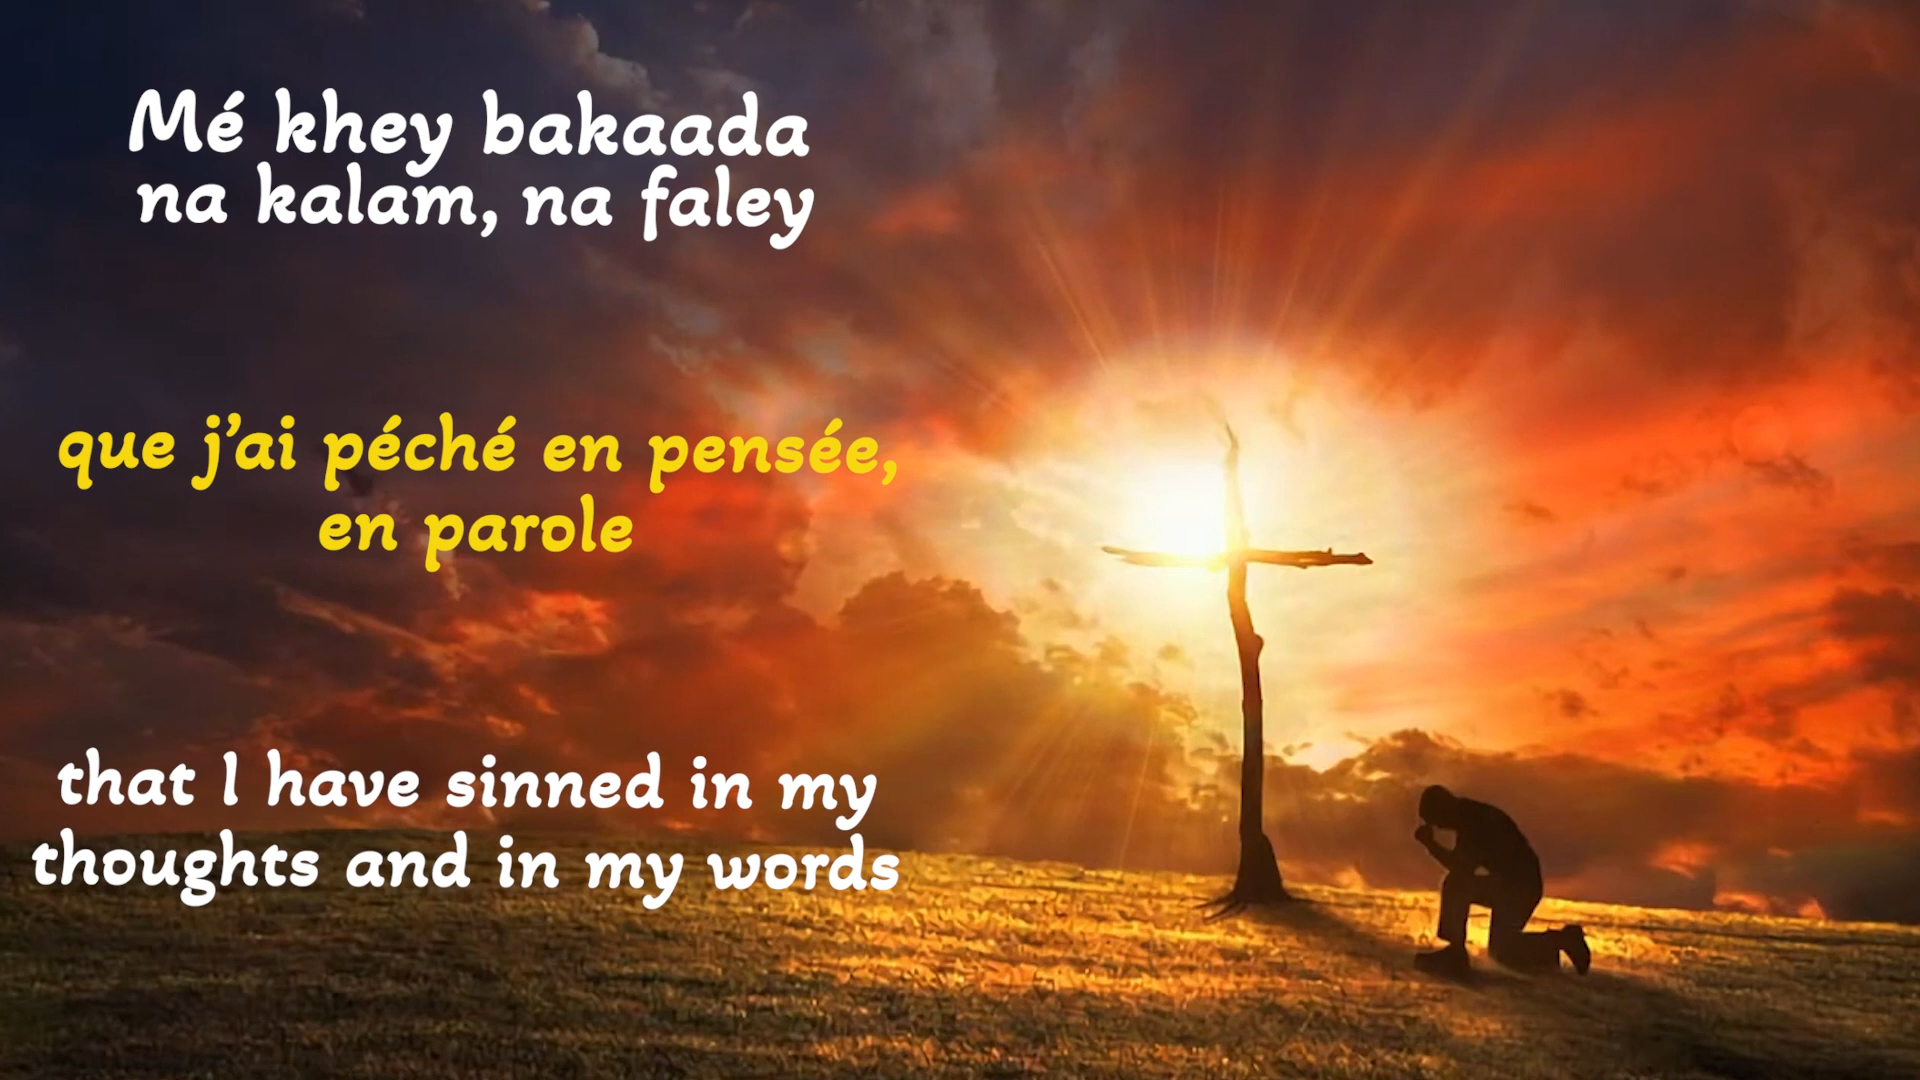 Mé khey bakaada
na kalam, na faley
que j'ai péché en pensée,
en parole
that I have sinned in my
thoughts and in my words